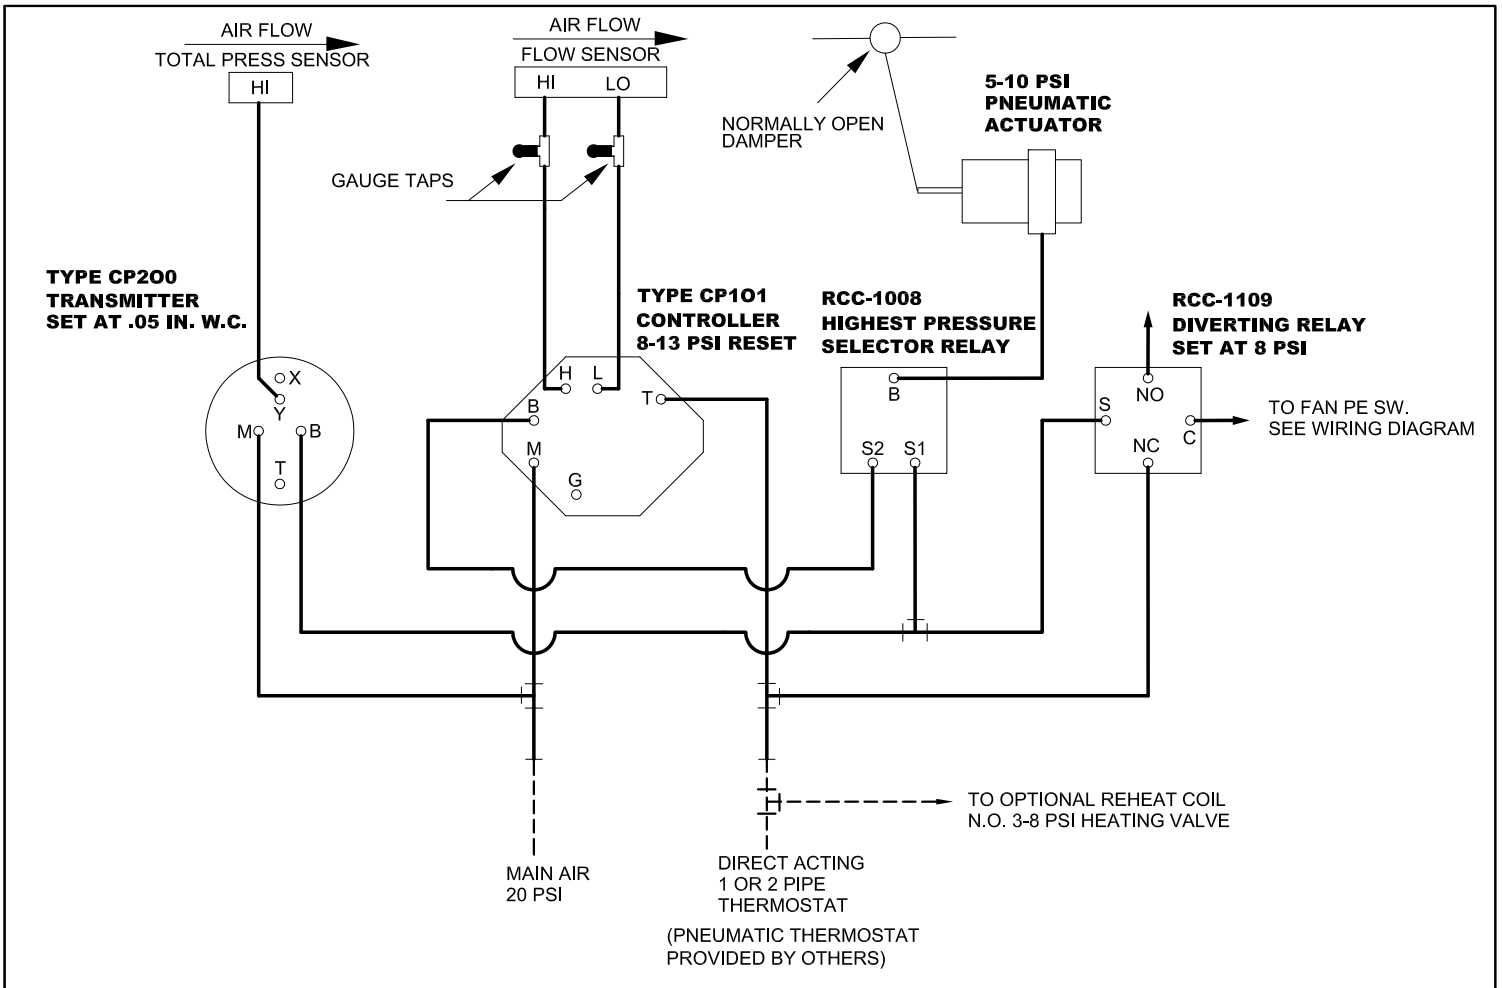 AIR FLOW
TOTAL PRESS SENSOR
HI
AIR FLOW
FLOW SENSOR
HI
LO
GAUGE TAPS
NORMALLY OPEN
DAMPER
5-10 PSI
PNEUMATIC
ACTUATOR
TYPE CP2OO
TRANSMITTER
SET AT .05 IN. W.C.
X
Y
M
B
T
TYPE CP1O1
CONTROLLER
8-13 PSI RESET
H
L
T
B
M
G
RCC-1008
HIGHEST PRESSURE
SELECTOR RELAY
B
S2
S1
RCC-1109
DIVERTING RELAY
SET AT 8 PSI
S
NO
C
NC
TO FAN PE SW.
SEE WIRING DIAGRAM
TO OPTIONAL REHEAT COIL
N.O. 3-8 PSI HEATING VALVE
MAIN AIR
20 PSI
DIRECT ACTING
1 OR 2 PIPE
THERMOSTAT
(PNEUMATIC THERMOSTAT
PROVIDED BY OTHERS)